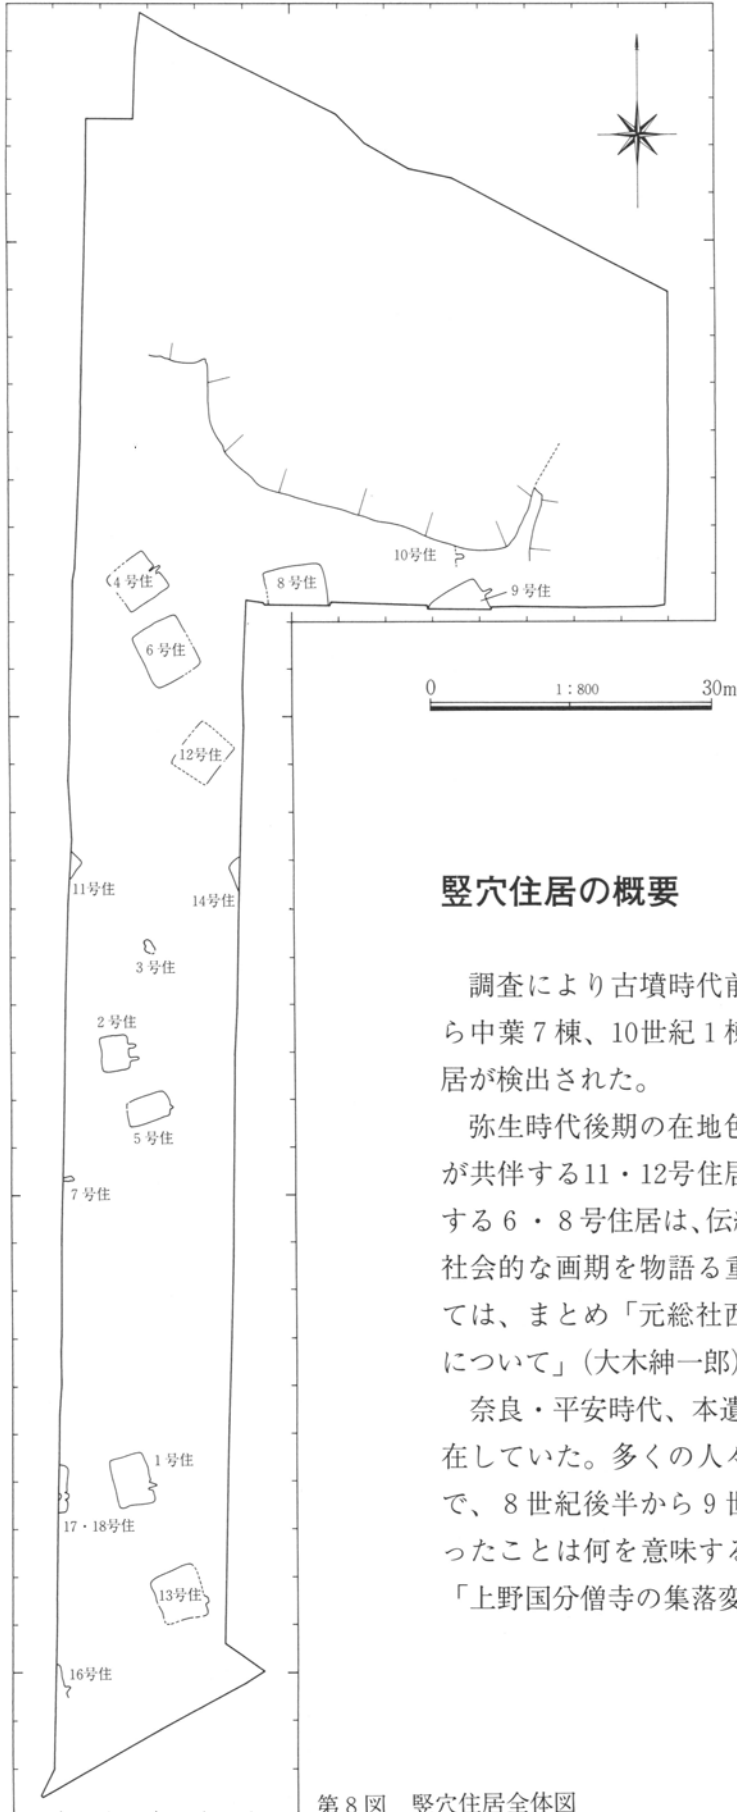 4号住
6号住
8号住
10号住
9号住
12号住
0 1:800 30m
11号住
14号住
3号住
2号住
5号住
7号住
1号住
17・18号住
13号住
16号住
竪穴住居の概要
調査により古墳時代前
ら中葉7棟、10世紀1棟
居が検出された。
弥生時代後期の在地色
が共伴する11・12号住居
する6・8号住居は、伝統
社会的な画期を物語る重
ては、まとめ「元総社西
について」(大木紳一郎)
奈良・平安時代、本遺
在していた。多くの人々
で、8世紀後半から9世
ったことは何を意味する
「上野国分僧寺の集落変
第8図 竪穴住居全体図